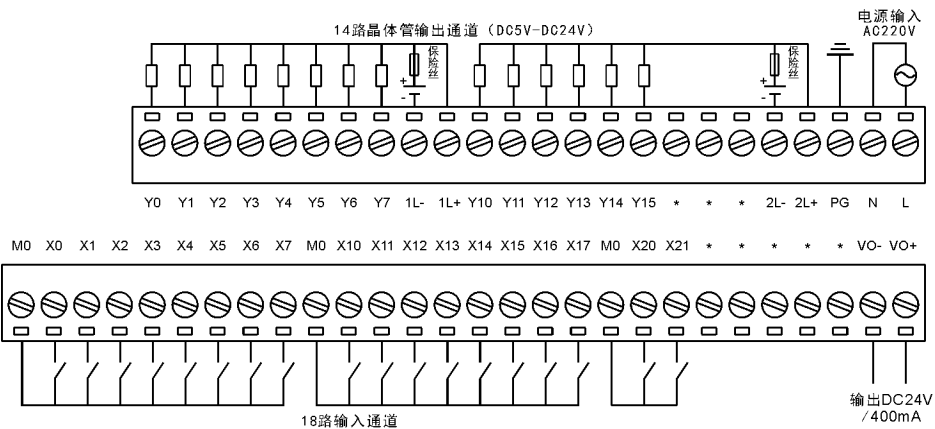 14路晶体管输出通道（DC5V-DC24V）
电源输入
AC220V
保险丝
+
-
保险丝
+
-
Y0 Y1 Y2 Y3 Y4 Y5 Y6 Y7 1L- 1L+ Y10 Y11 Y12 Y13 Y14 Y15 * * * 2L- 2L+ PG N L
M0 X0 X1 X2 X3 X4 X5 X6 X7 M0 X10 X11 X12 X13 X14 X15 X16 X17 M0 X20 X21 * * * * * VO- VO+
18路输入通道
输出DC24V
/400mA